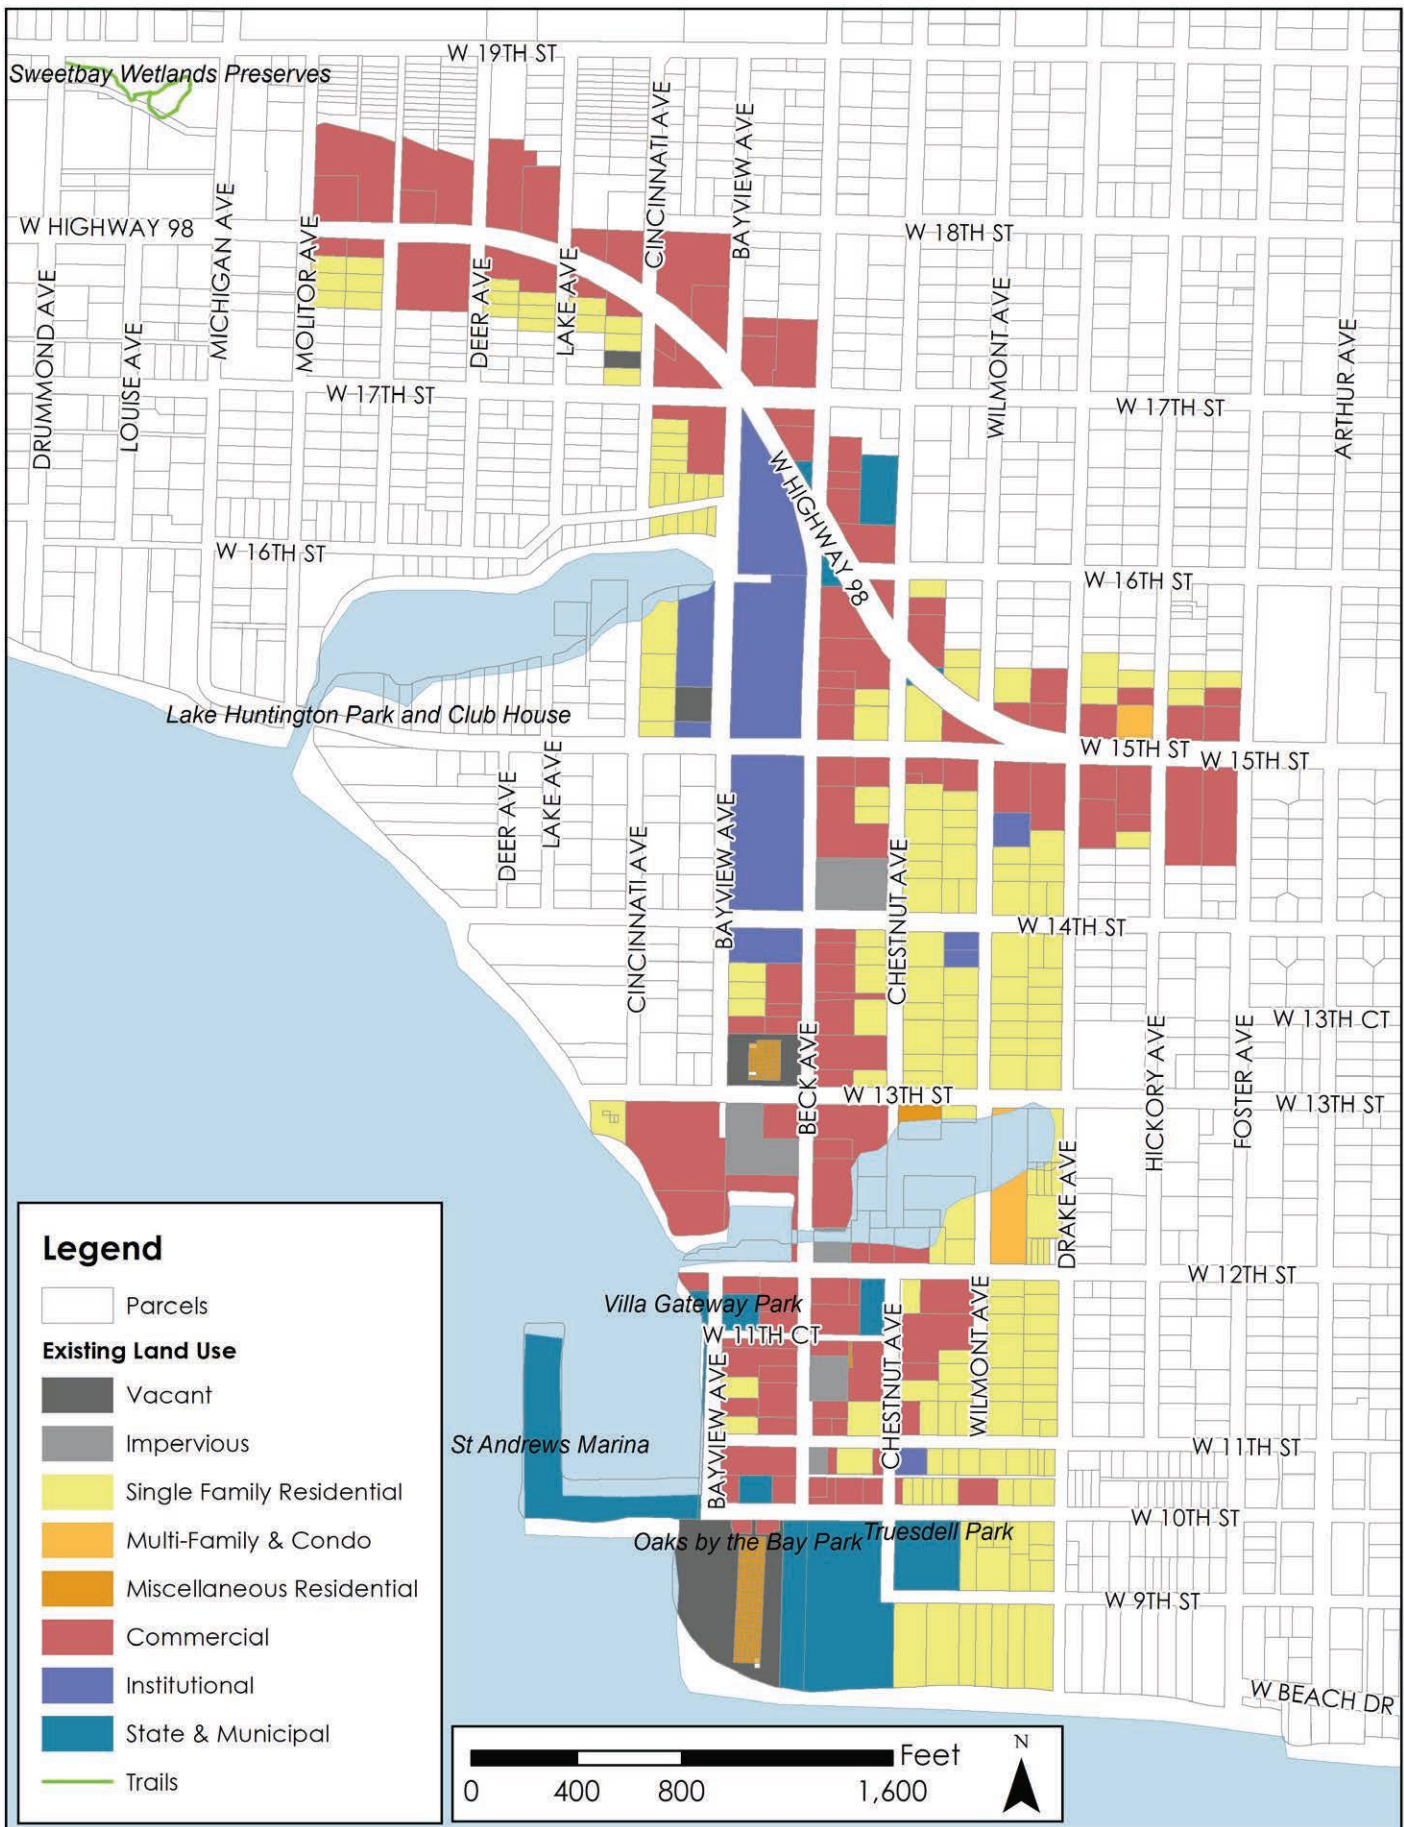 W 19TH ST
Sweetbay Wetlands Preserves
CINCINNATI AVE
BAYVIEW AVE
MICHIGAN AVE
W HIGHWAY 98
MOLITOR AVE
W 18TH ST
DRUMMOND AVE
LOUISE AVE
DEER AVE
LAKE AVE
WILMONT AVE
ARTHUR AVE
W 17TH ST
W 17TH ST
W HIGHWAY 98
W 16TH ST
W 16TH ST
Lake Huntington Park and Club House
W 15TH ST
W 15TH ST
DEER AVE
LAKE AVE
CINCINNATI AVE
BAYVIEW AVE
CHESTNUT AVE
W 14TH ST
W 13TH CT
BECK AVE
HICKORY AVE
FOSTER AVE
W 13TH ST
W 13TH ST
DRAKE AVE
W 12TH ST
Villa Gateway Park
W 11TH CT
BAYVIEW AVE
CHESTNUT AVE
WILMONT AVE
St Andrews Marina
W 11TH ST
W 10TH ST
Oaks by the Bay Park
Truesdell Park
W 9TH ST
W BEACH DR
Legend
Parcels
Existing Land Use
Vacant
Impervious
Single Family Residential
Multi-Family & Condo
Miscellaneous Residential
Commercial
Institutional
State & Municipal
Trails
Feet
0 400 800 1,600
N